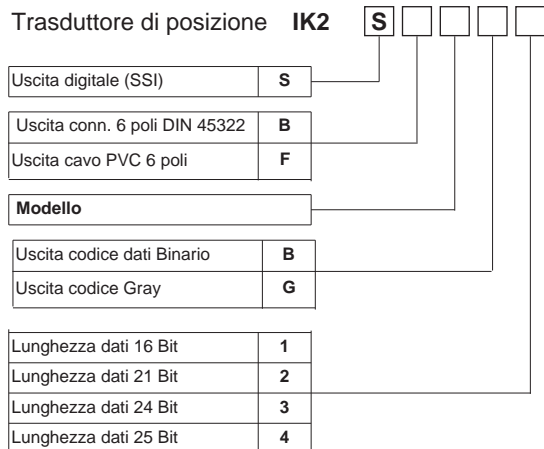 Trasduttore di posizione IK2 S
Uscita digitale (SSI) S
Uscita conn. 6 poli DIN 45322 B
Uscita cavo PVC 6 poli F
Modello
Uscita codice dati Binario B
Uscita codice Gray G
Lunghezza dati 16 Bit 1
Lunghezza dati 21 Bit 2
Lunghezza dati 24 Bit 3
Lunghezza dati 25 Bit 4